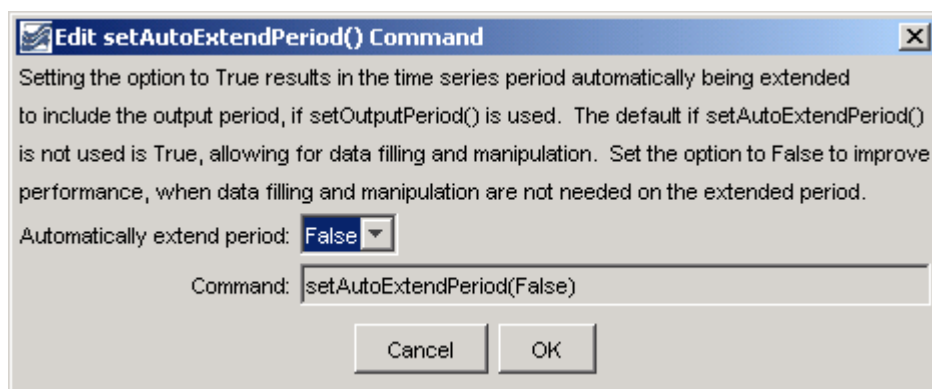 Edit setAutoExtendPeriod() Command
Setting the option to True results in the time series period automatically being extended
to include the output period, if setOutputPeriod() is used.  The default if setAutoExtendPeriod()
is not used is True, allowing for data filling and manipulation.  Set the option to False to improve
performance, when data filling and manipulation are not needed on the extended period.
Automatically extend period: False
Command: setAutoExtendPeriod(False)
Cancel OK